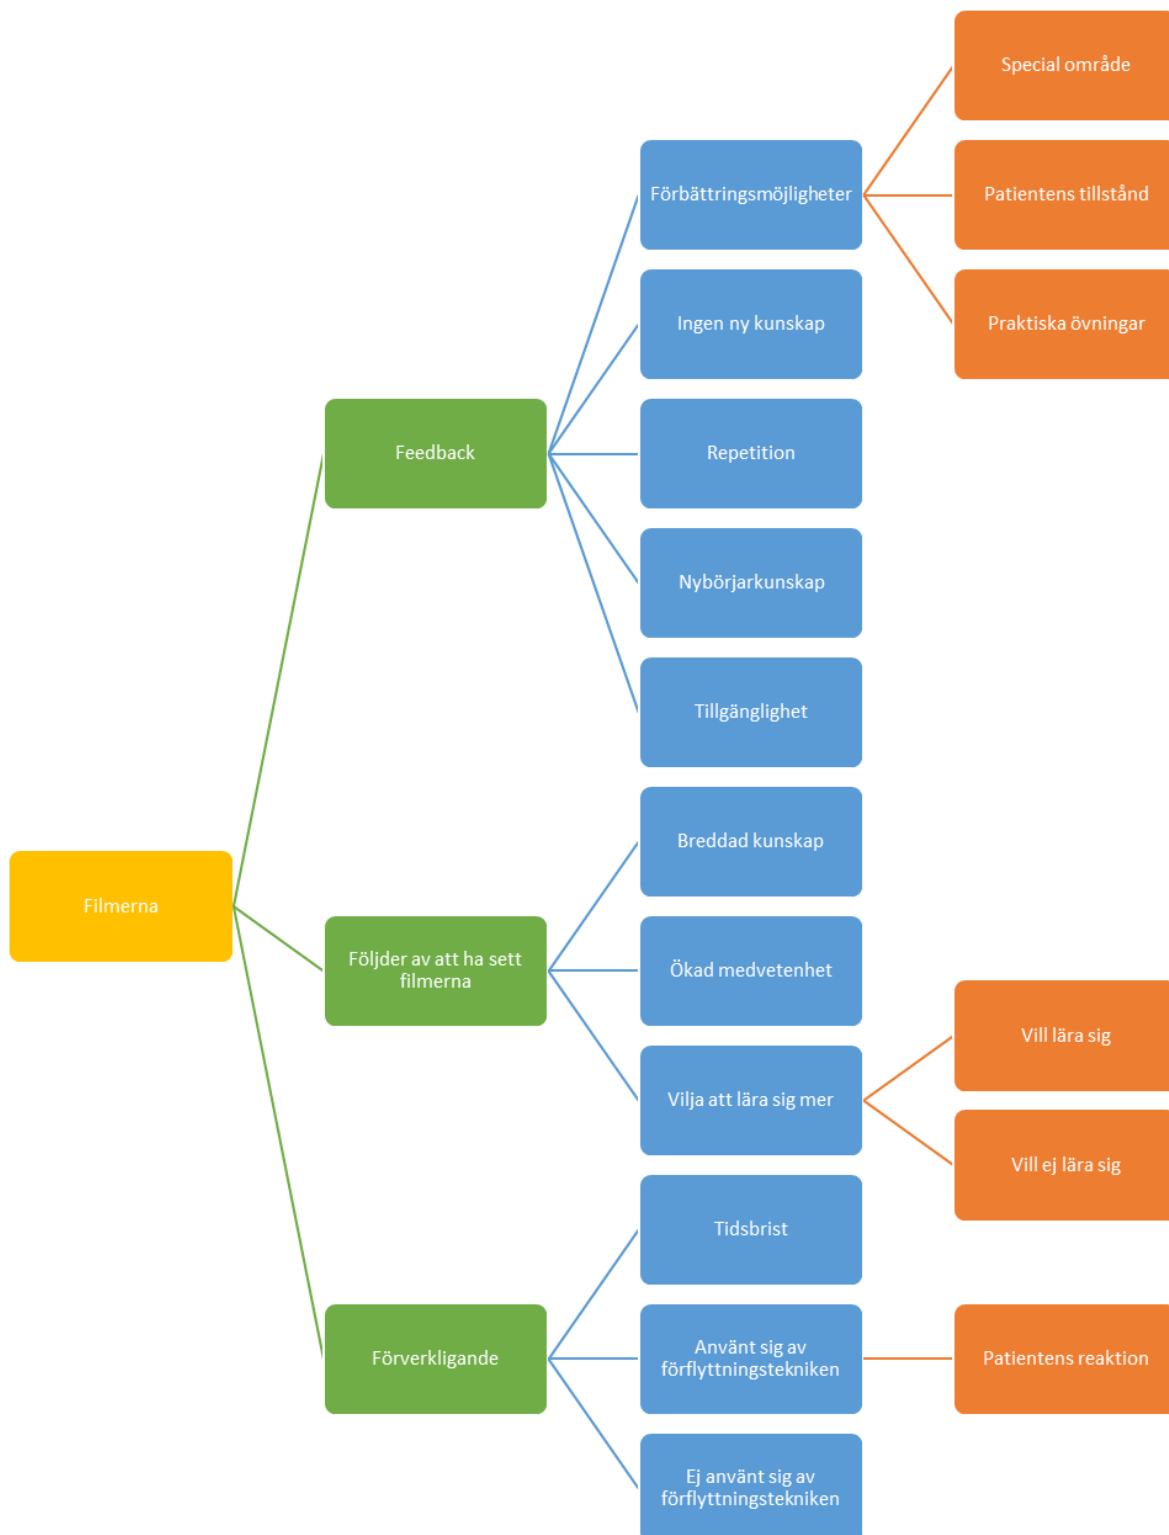 Special område
Förbättringsmöjligheter
Patientens tillstånd
Ingen ny kunskap
Praktiska övningar
Feedback
Repetition
Nybörjarkunskap
Tillgänglighet
Breddad kunskap
Filmerna
Följder av att ha sett
filmerna
Ökad medvetenhet
Vill lära sig
Vilja att lära sig mer
Vill ej lära sig
Tidsbrist
Förverkligande
Använt sig av
förflyttningstekniken
Patientens reaktion
Ej använt sig av
förflyttningstekniken